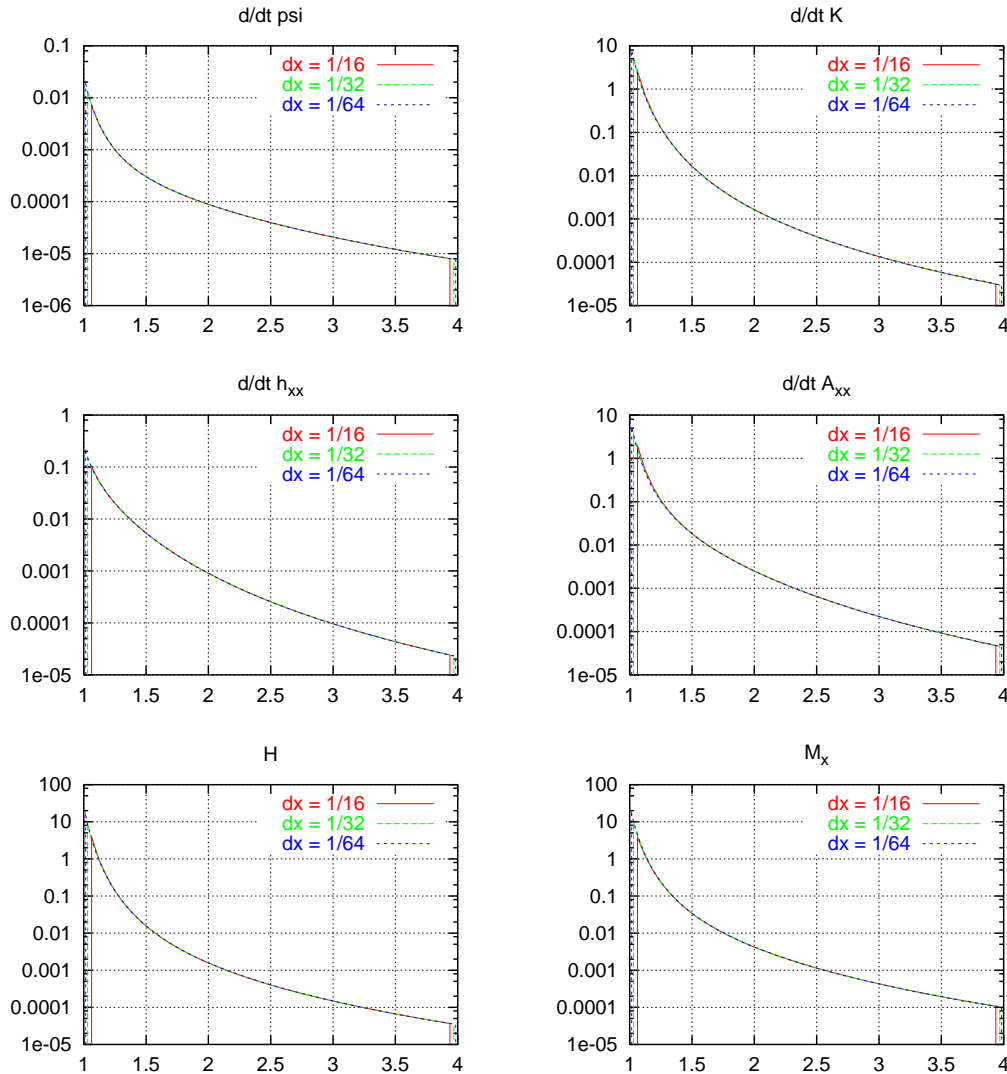 d/dt psi
0.1
0.01
0.001
0.0001
1e-05
1e-06
dx = 1/16
dx = 1/32
dx = 1/64
1 1.5 2 2.5 3 3.5 4
d/dt K
10
1
0.1
0.01
0.001
0.0001
1e-05
dx = 1/16
dx = 1/32
dx = 1/64
1 1.5 2 2.5 3 3.5 4
d/dt hxx
1
0.1
0.01
0.001
0.0001
1e-05
dx = 1/16
dx = 1/32
dx = 1/64
1 1.5 2 2.5 3 3.5 4
d/dt Axx
10
1
0.1
0.01
0.001
0.0001
1e-05
dx = 1/16
dx = 1/32
dx = 1/64
1 1.5 2 2.5 3 3.5 4
H
100
10
1
0.1
0.01
0.001
0.0001
1e-05
dx = 1/16
dx = 1/32
dx = 1/64
1 1.5 2 2.5 3 3.5 4
Mx
100
10
1
0.1
0.01
0.001
0.0001
1e-05
dx = 1/16
dx = 1/32
dx = 1/64
1 1.5 2 2.5 3 3.5 4